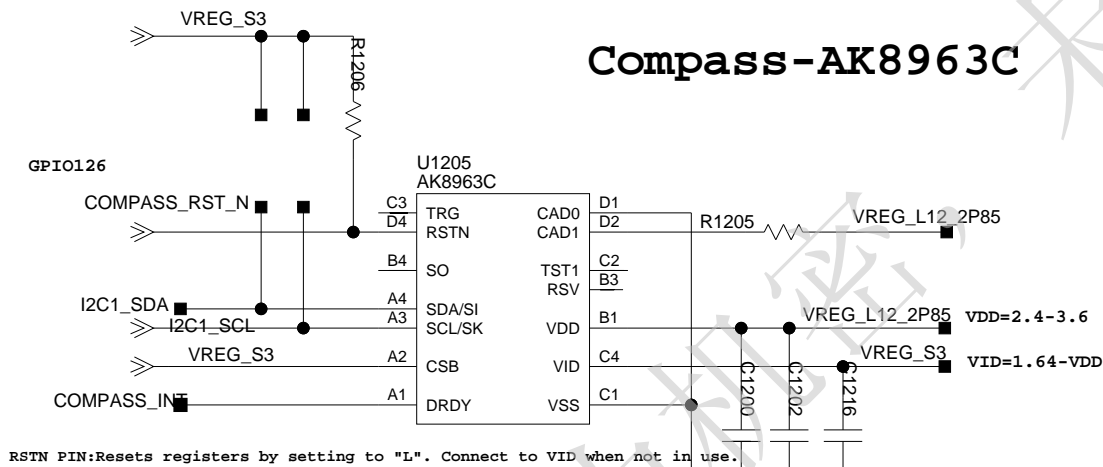 VREG_S3
Compass-AK8963C
R1206
GPIO126
U1205
AK8963C
COMPASS_RST_N
C3 TRG CAD0 D1
D4 RSTN CAD1 D2
R1205 VREG_L12_2P85
B4 SO TST1 C2
RSV B3
I2C1_SDA A4 SDA/SI
I2C1_SCL A3 SCL/SK VDD B1 VREG_L12_2P85 VDD=2.4-3.6
VREG_S3 A2 CSB VID C4 VREG_S3 VID=1.64-VDD
COMPASS_INT A1 DRDY VSS C1
C1200 C1202 C1216
RSTN PIN:Resets registers by setting to "L". Connect to VID when not in use.
机密,
未